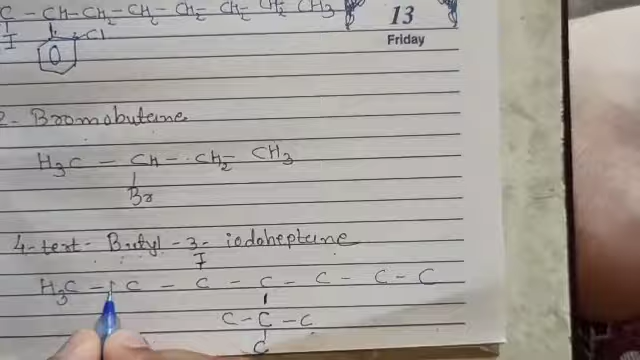 C - CH - CH2 - CH2 - CH2 - CH2 CH2 CH3
I
Cl
13
Friday
2- Bromobutane
H3C - CH - CH2 CH3
Br
4-tert- Butyl -3- iodoheptane
I
H3C - C - C - C - C - C - C
C - C - C
C